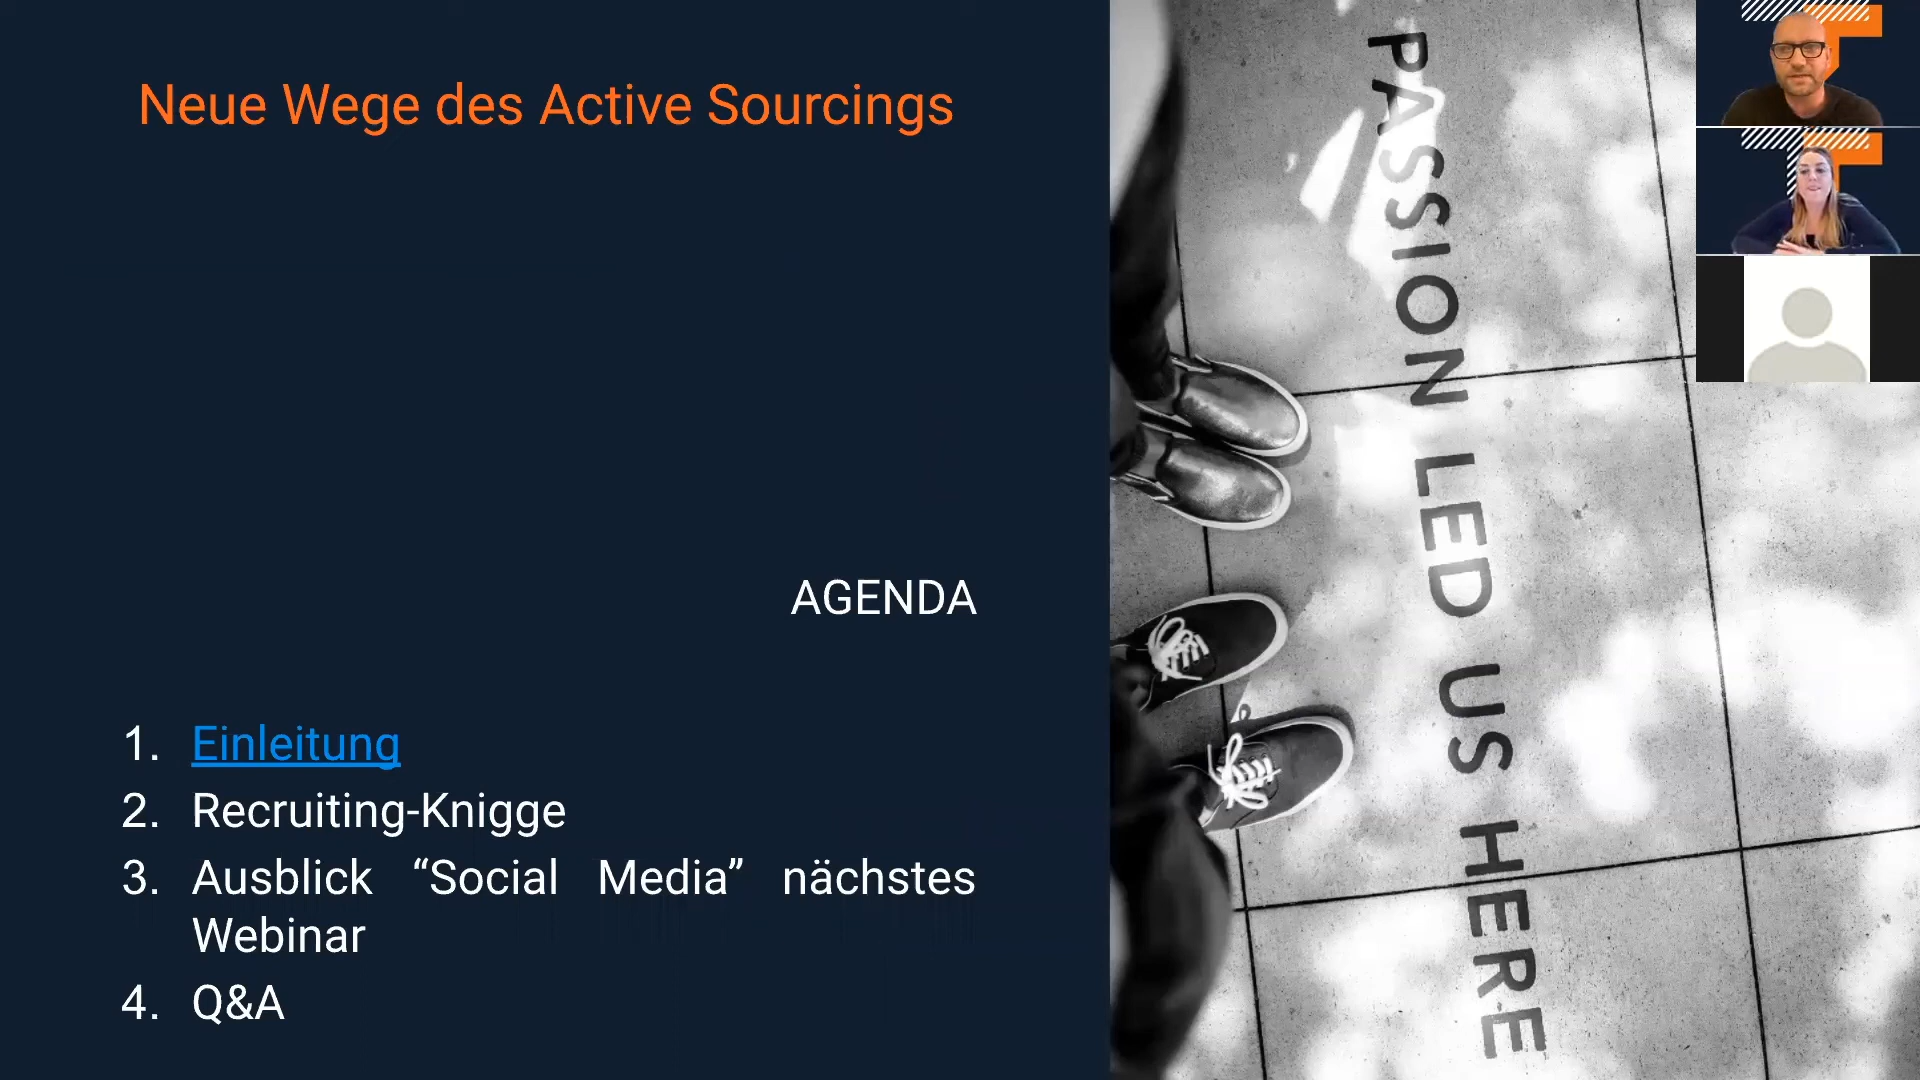 Neue Wege des Active Sourcings
AGENDA
1. Einleitung
2. Recruiting-Knigge
3. Ausblick “Social Media” nächstes
Webinar
4. Q&A
PASSION LED US HERE